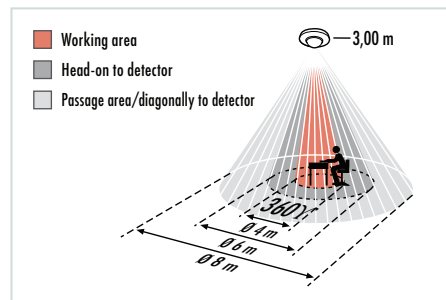 Working area
Head-on to detector
Passage area/diagonally to detector
3,00 m
360°
Ø 4 m
Ø 6 m
Ø 8 m